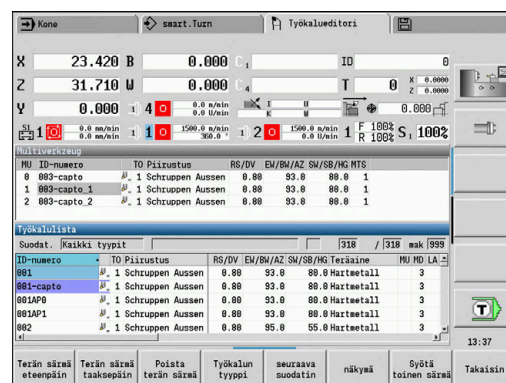 Kone smart.Turn Työkalueditori
X 23.420 B 0.000 C 1 ID 0
Z 31.710 U 0.000 C 4 T 0 X 0.0000 Z 0.0000
Y 0.000 4 0.0 m/min 0.0 U/min I K U W 0.000
S1 1 0.0 mm/min 0.0 mm/min 1 1500.0 m/min 360.0 ° 2 1500.0 m/min 0.0 U/min 1 F 100% R 100% S1 100%
Multiverkzeug
MU ID-numero TO Piirustus RS/DV EW/BW/AZ SW/SB/HG MTS
0 003-capto 1 Schruppen Aussen 0.80 93.0 80.0 1
1 003-capto_1 1 Schruppen Aussen 0.80 93.0 80.0 1
2 003-capto_2 1 Schruppen Aussen 0.80 93.0 80.0 1
Työkalulista
Suodat. Kaikki tyypit 318 / 318 mak 999
ID-numero TO Piirustus RS/DV EW/BW/AZ SW/SB/HG Teräaine MU MD LA
001 1 Schruppen Aussen 0.80 93.0 80.0 Hartmetall 3
001-capto 1 Schruppen Aussen 0.80 93.0 80.0 Hartmetall 3
001AP0 1 Schruppen Aussen 0.80 93.0 80.0 Hartmetall 3
001AP1 1 Schruppen Aussen 0.80 93.0 80.0 Hartmetall 3
002 1 Schruppen Aussen 0.80 95.0 55.0 Hartmetall 3
T
13:37
Terän särmä eteenpäin
Terän särmä taaksepäin
Poista terän särmä
Työkalun tyyppi
seuraava suodatin
näkymä
Syötä toinen särmä
Takaisin